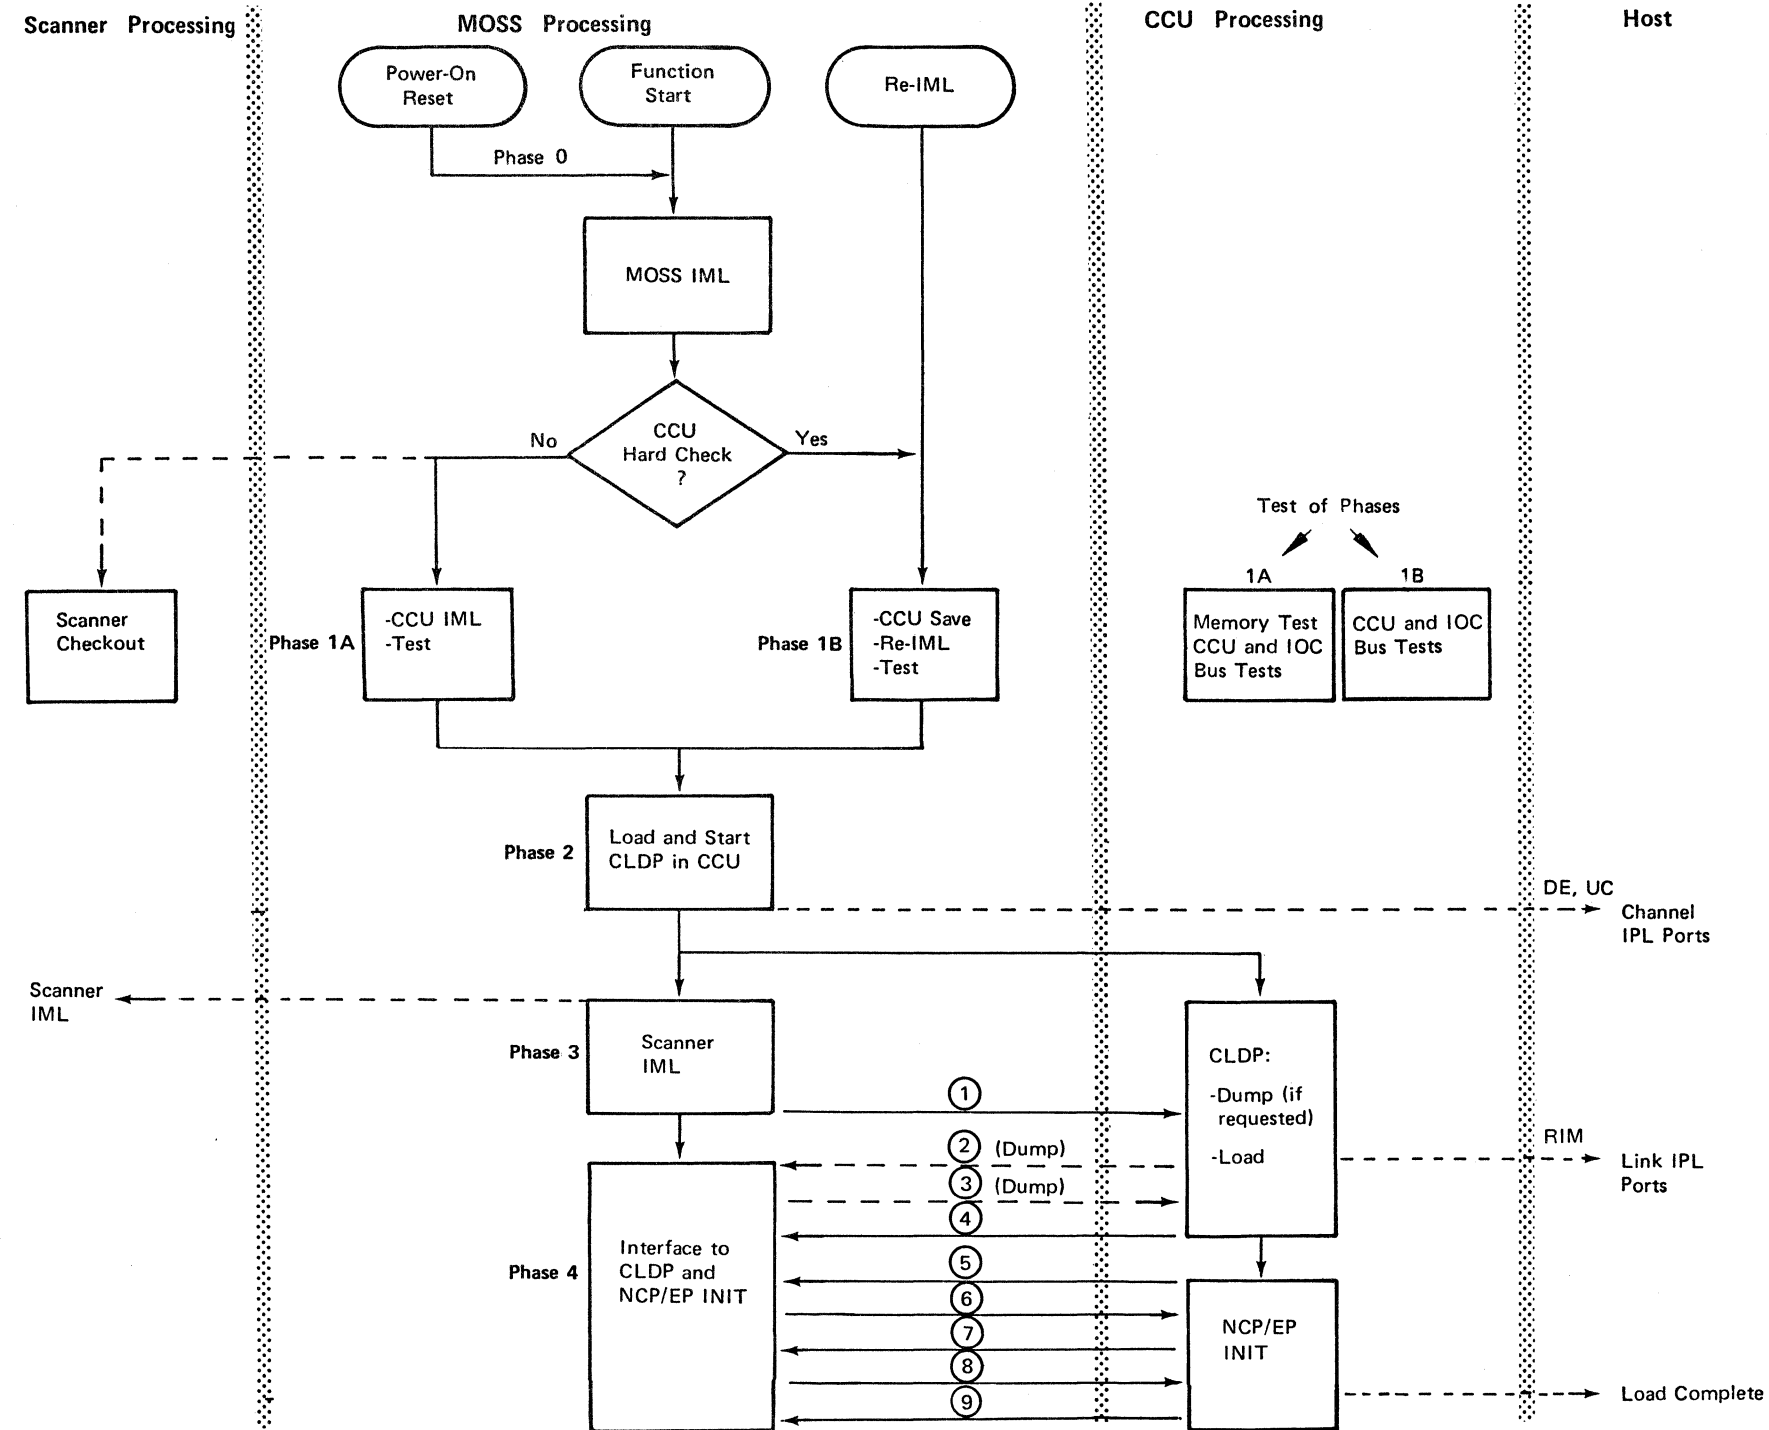 Scanner Processing
MOSS Processing
CCU Processing
Host
Power-On
Reset
Function
Start
Re-IML
Phase 0
MOSS IML
CCU
Hard Check
?
No
Yes
Test of Phases
1A
1B
Scanner
Checkout
Phase 1A
-CCU IML
-Test
Phase 1B
-CCU Save
-Re-IML
-Test
Memory Test
CCU and IOC
Bus Tests
CCU and IOC
Bus Tests
Phase 2
Load and Start
CLDP in CCU
DE, UC
Channel
IPL Ports
Scanner
IML
Phase 3
Scanner
IML
CLDP:
-Dump (if
requested)
-Load
1
2 (Dump)
3 (Dump)
4
RIM
Link IPL
Ports
Phase 4
Interface to
CLDP and
NCP/EP INIT
5
6
7
8
9
NCP/EP
INIT
Load Complete